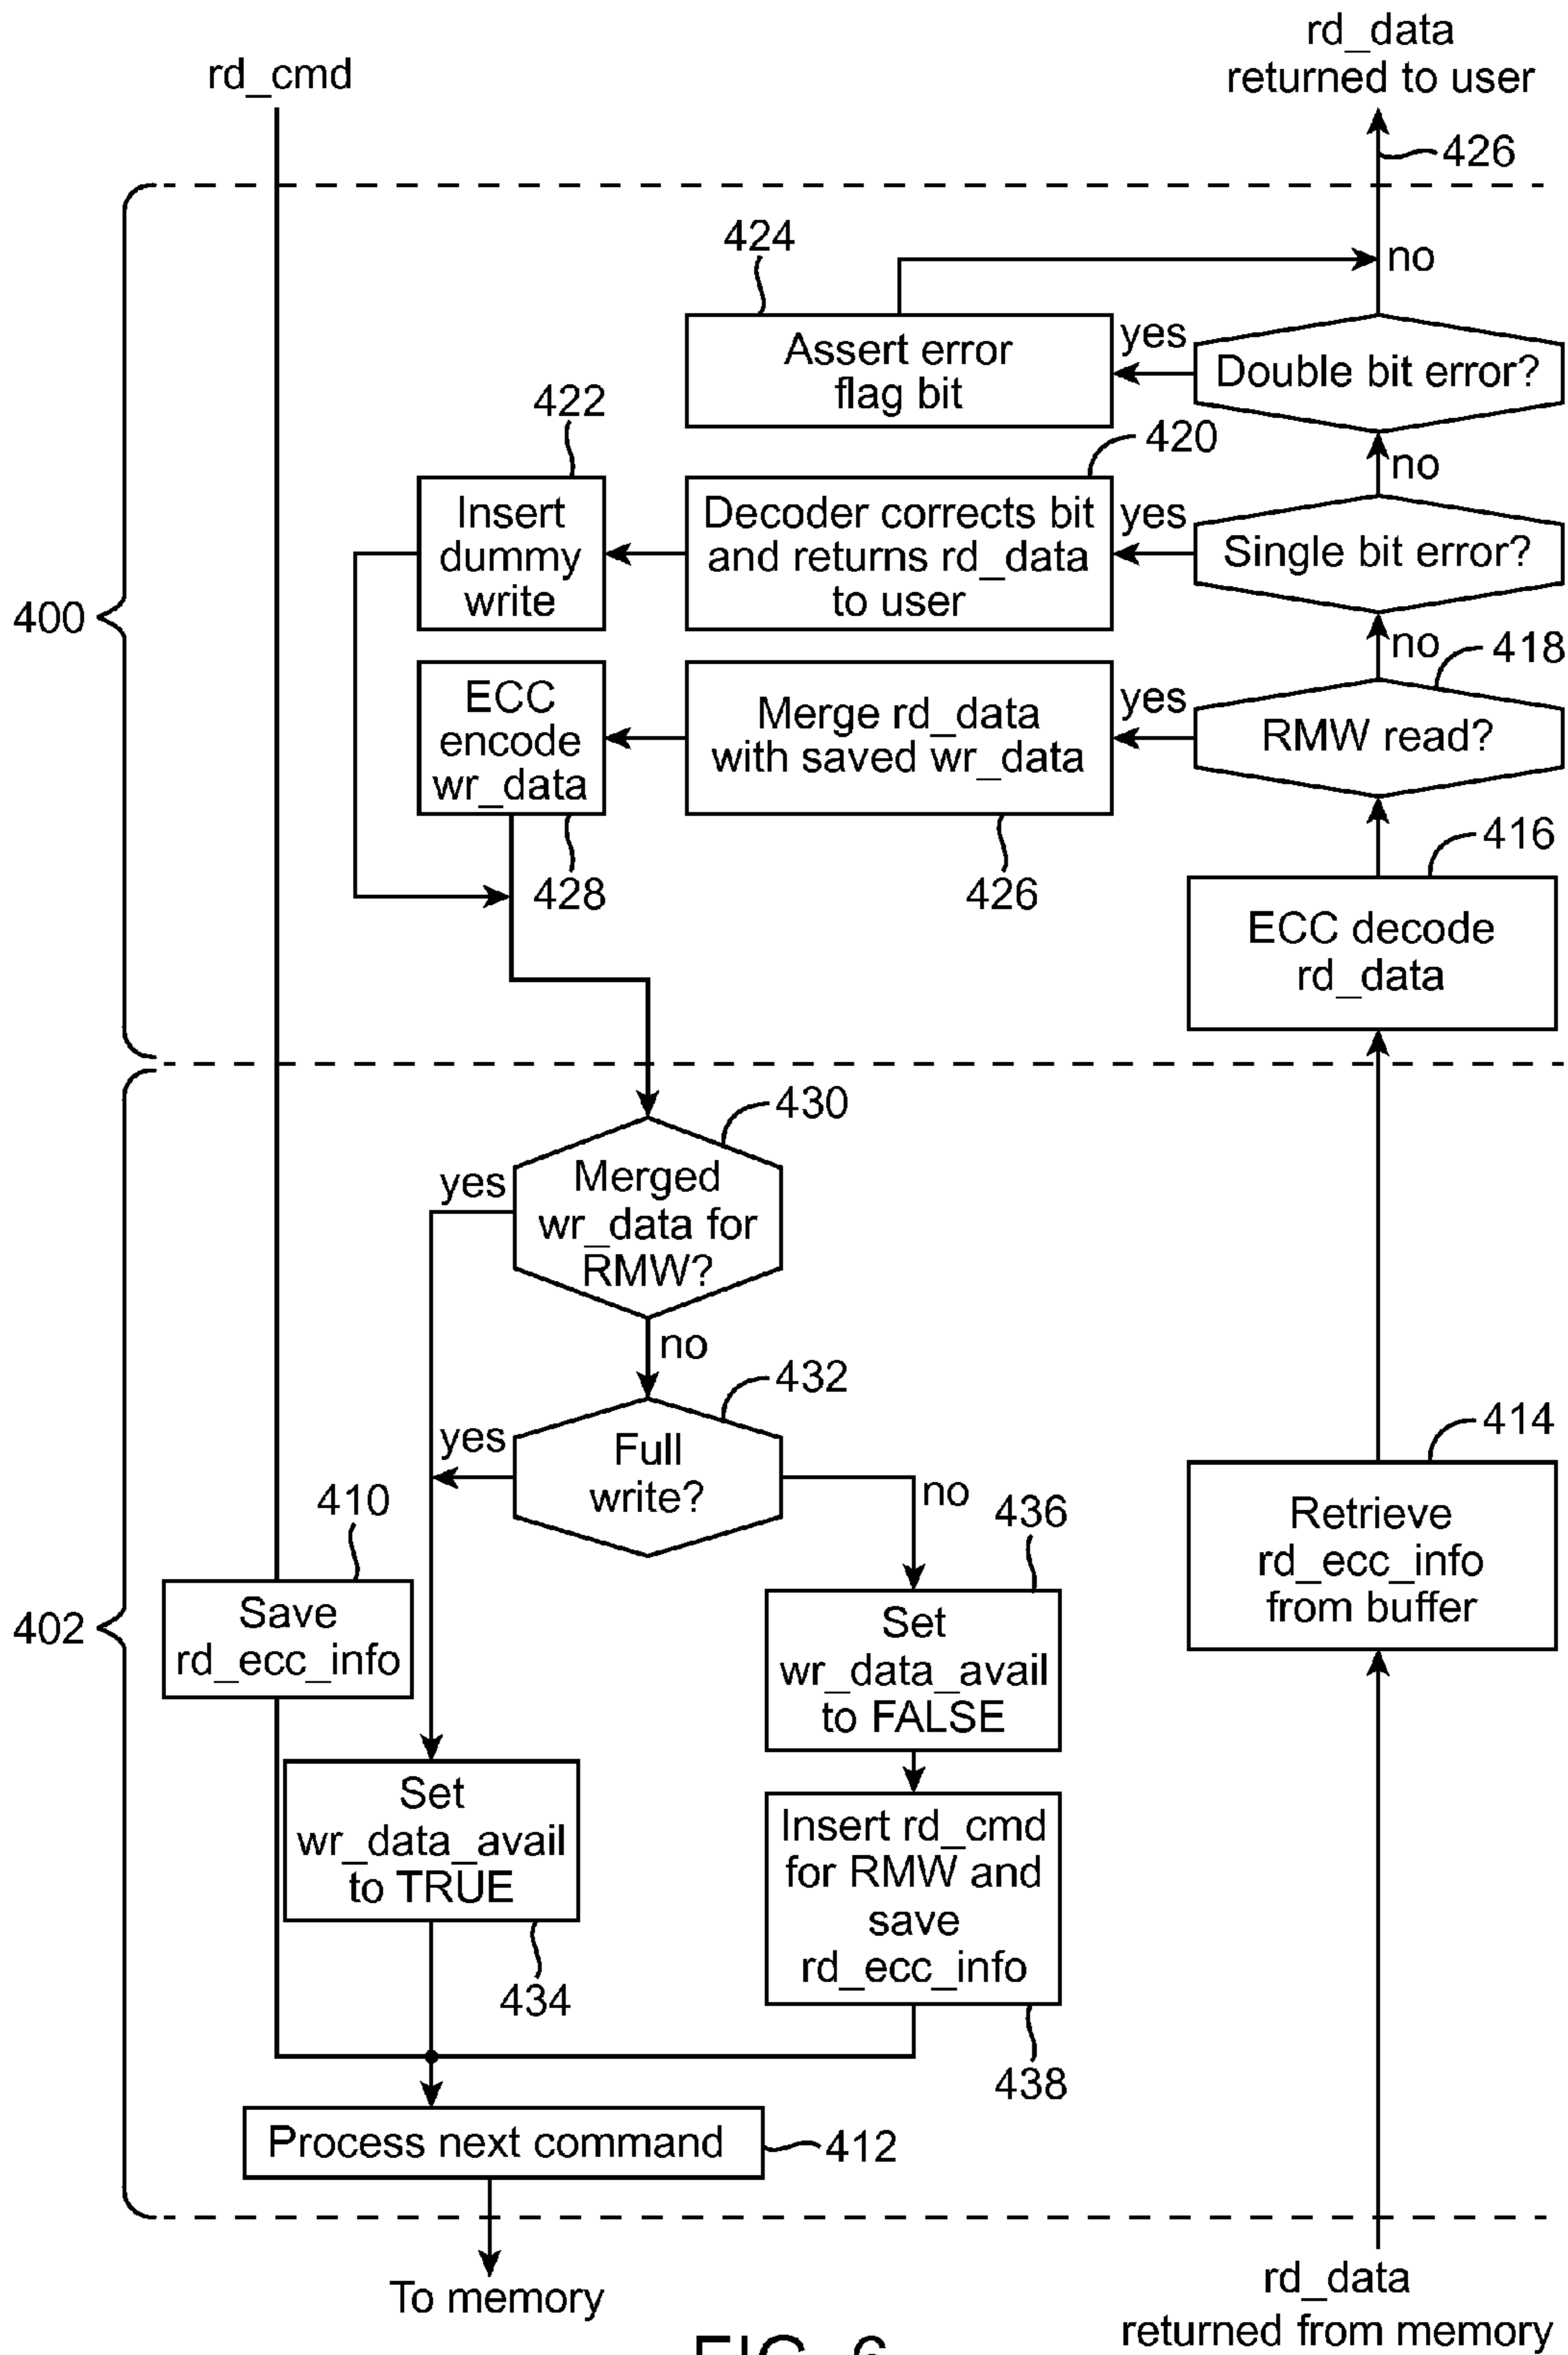 rd_data
returned to user
rd_cmd
426
424
no
Assert error
flag bit
yes
Double bit error?
422
420
no
Insert
dummy
write
Decoder corrects bit
and returns rd_data
to user
yes
Single bit error?
400
no
418
ECC
encode
wr_data
Merge rd_data
with saved wr_data
yes
RMW read?
416
428
426
ECC decode
rd_data
430
yes
Merged
wr_data for
RMW?
no
432
414
yes
Full
write?
no
410
436
Retrieve
rd_ecc_info
from buffer
402
Save
rd_ecc_info
Set
wr_data_avail
to FALSE
Set
wr_data_avail
to TRUE
Insert rd_cmd
for RMW and
save
rd_ecc_info
434
438
Process next command
412
To memory
rd_data
returned from memory
FIG. 6